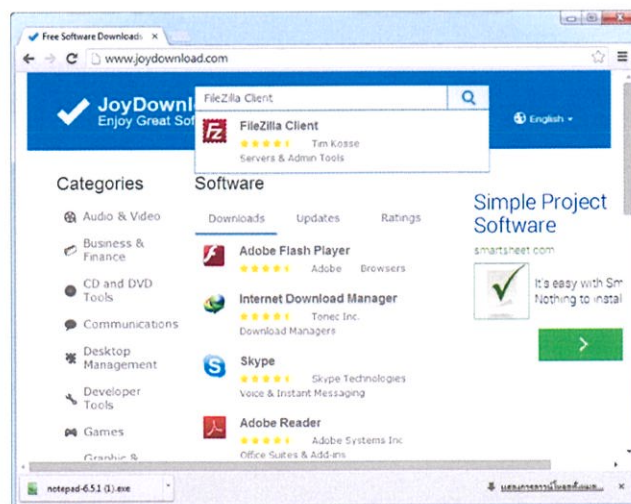 Free Software Downloads
www.joydownload.com
FileZilla Client
JoyDownl
Enjoy Great Sof
FileZilla Client
Tim Kosse
Servers & Admin Tools
English
Categories
Audio & Video
Business &
Finance
CD and DVD
Tools
Communications
Desktop
Management
Developer
Tools
Games
Graphic &
Software
Downloads Updates Ratings
Adobe Flash Player
Adobe Browsers
Internet Download Manager
Tonec Inc.
Download Managers
Skype
Skype Technologies
Voice & Instant Messaging
Adobe Reader
Adobe Systems Inc
Office Suites & Add-ins
Simple Project
Software
smartsheet.com
It's easy with Sm
Nothing to instal
notepad-6.5.1 (1).exe